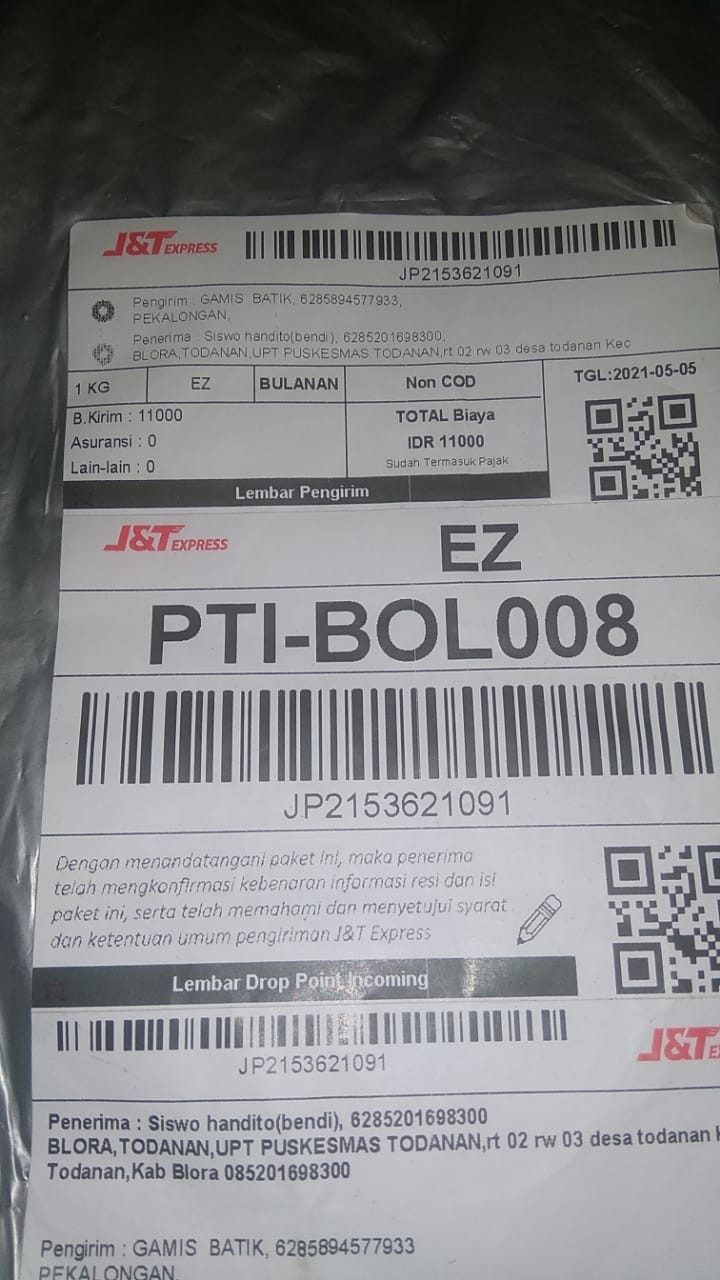 J&T EXPRESS
JP2153621091
Pengirim : GAMIS BATIK, 6285894577933,
PEKALONGAN,
Penerima : Siswo handito(bendi), 6285201698300,
BLORA,TODANAN,UPT PUSKESMAS TODANAN,rt 02 rw 03 desa todanan Kec
1 KG EZ BULANAN Non COD TGL:2021-05-05
B.Kirim : 11000
Asuransi : 0
Lain-lain : 0
TOTAL Biaya
IDR 11000
Sudah Termasuk Pajak
Lembar Pengirim
J&T EXPRESS EZ
PTI-BOL008
JP2153621091
Dengan menandatangani paket ini, maka penerima
telah mengkonfirmasi kebenaran informasi resi dan isi
paket ini, serta telah memahami dan menyetujui syarat
dan ketentuan umum pengiriman J&T Express
Lembar Drop Point Incoming
JP2153621091
J&T E
Penerima : Siswo handito(bendi), 6285201698300
BLORA,TODANAN,UPT PUSKESMAS TODANAN,rt 02 rw 03 desa todanan
Todanan,Kab Blora 085201698300
Pengirim : GAMIS BATIK, 6285894577933
PEKALONGAN,